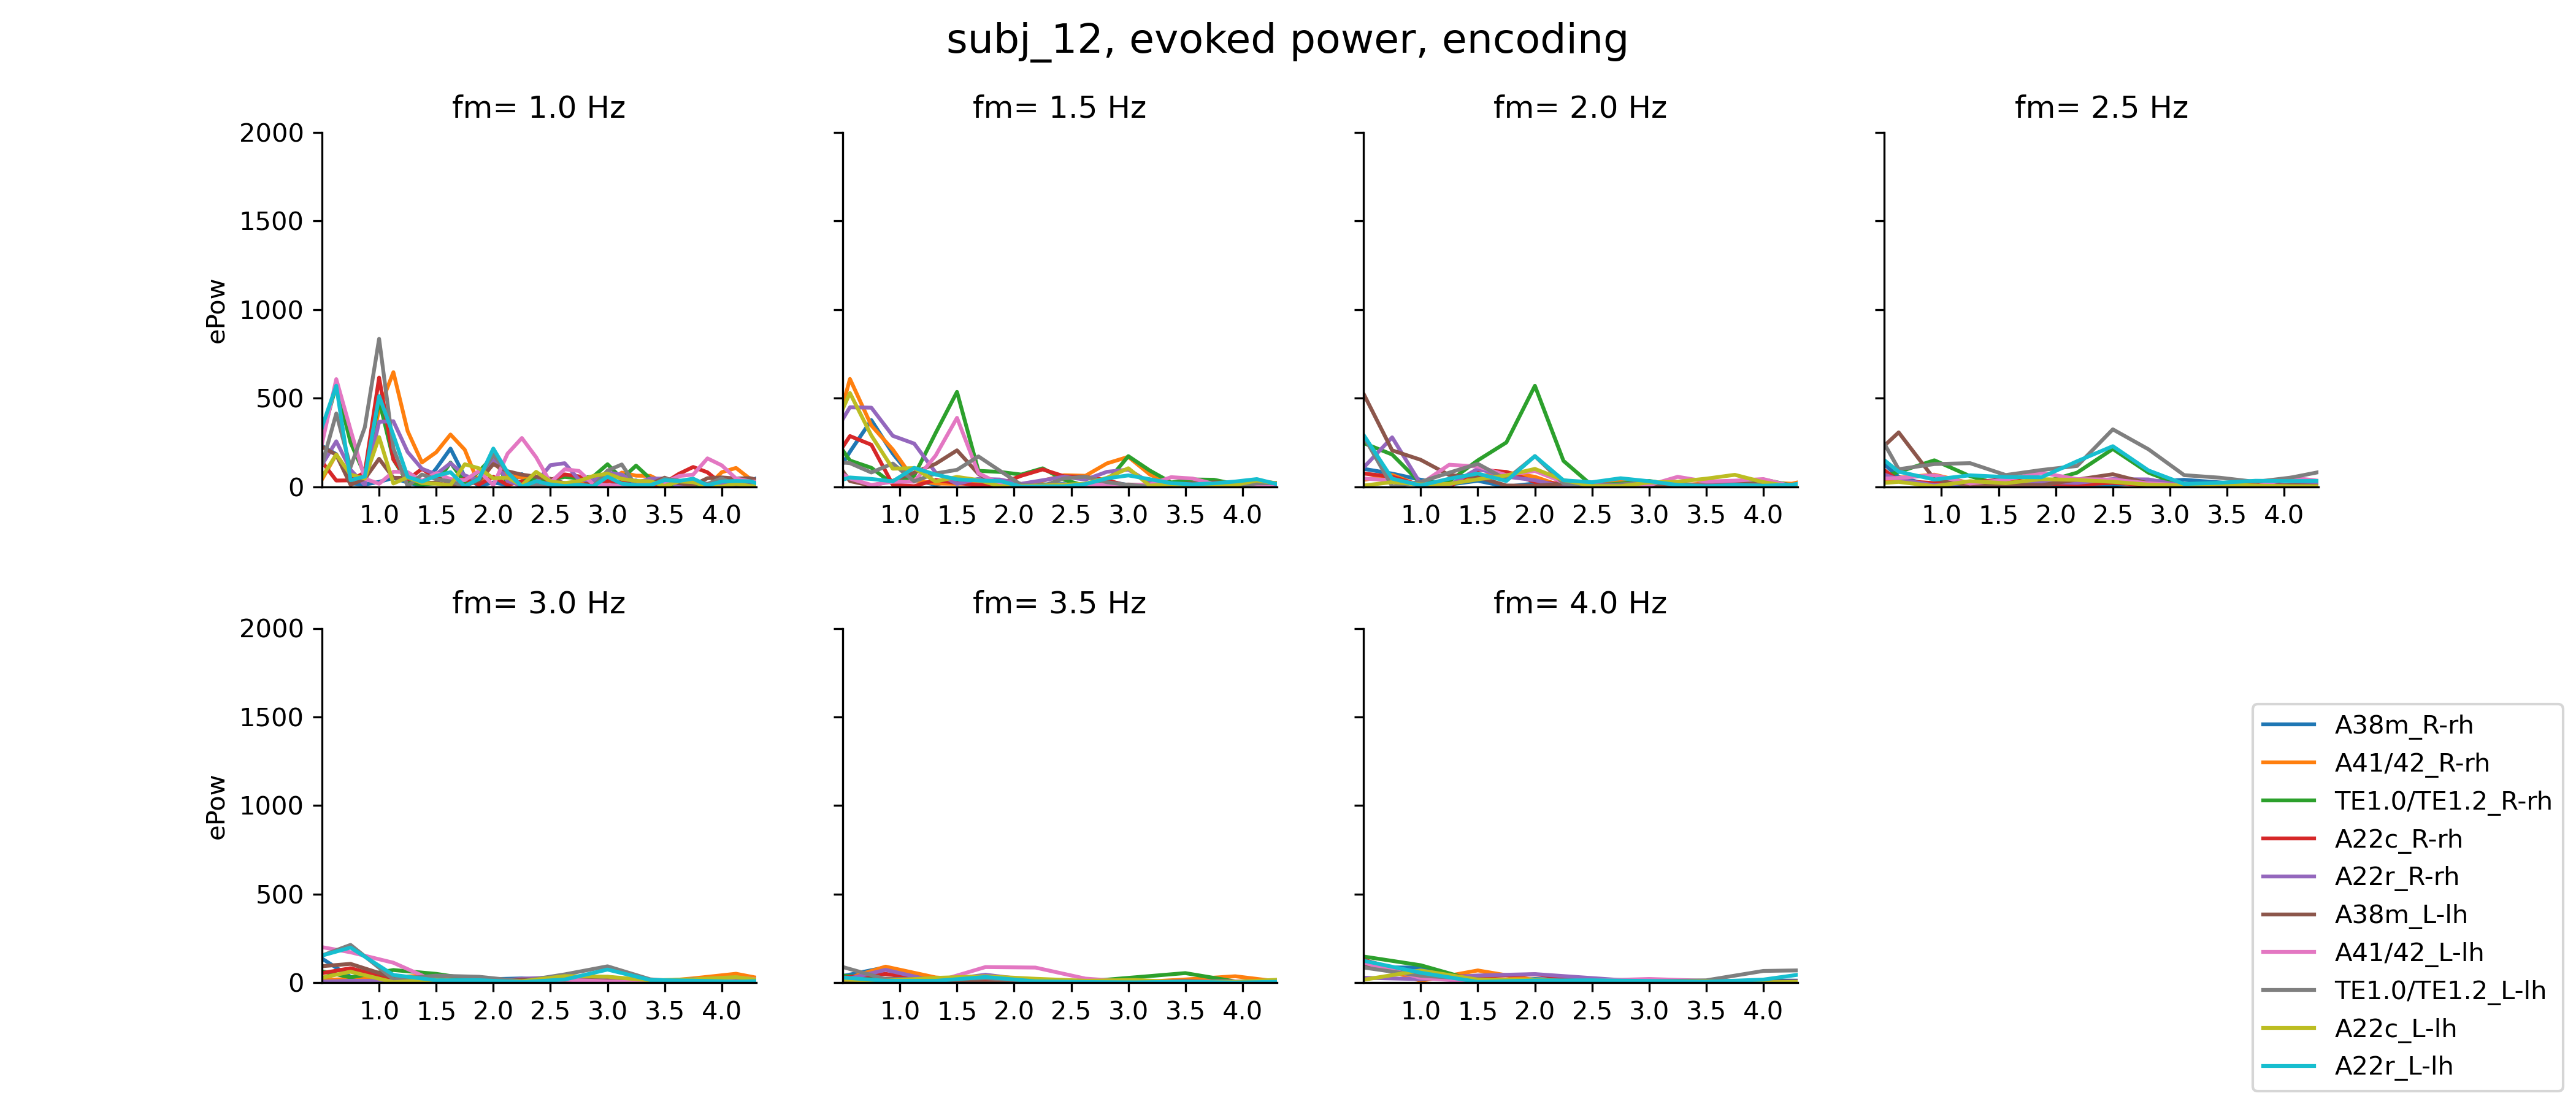 subj_12, evoked power, encoding
fm= 1.0 Hz
fm= 1.5 Hz
fm= 2.0 Hz
fm= 2.5 Hz
2000
1500
1000
500
0
ePow
1.0 1.5 2.0 2.5 3.0 3.5 4.0
1.0 1.5 2.0 2.5 3.0 3.5 4.0
1.0 1.5 2.0 2.5 3.0 3.5 4.0
1.0 1.5 2.0 2.5 3.0 3.5 4.0
fm= 3.0 Hz
fm= 3.5 Hz
fm= 4.0 Hz
2000
1500
1000
500
0
ePow
1.0 1.5 2.0 2.5 3.0 3.5 4.0
1.0 1.5 2.0 2.5 3.0 3.5 4.0
1.0 1.5 2.0 2.5 3.0 3.5 4.0
A38m_R-rh
A41/42_R-rh
TE1.0/TE1.2_R-rh
A22c_R-rh
A22r_R-rh
A38m_L-lh
A41/42_L-lh
TE1.0/TE1.2_L-lh
A22c_L-lh
A22r_L-lh